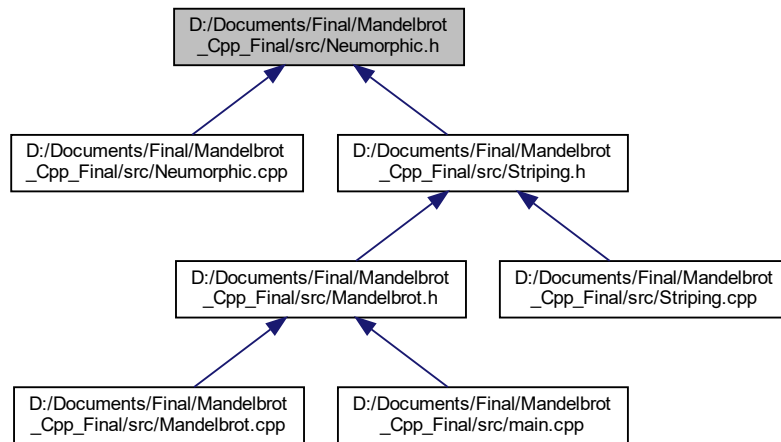 D:/Documents/Final/Mandelbrot
_Cpp_Final/src/Neumorphic.h
D:/Documents/Final/Mandelbrot
_Cpp_Final/src/Neumorphic.cpp
D:/Documents/Final/Mandelbrot
_Cpp_Final/src/Striping.h
D:/Documents/Final/Mandelbrot
_Cpp_Final/src/Mandelbrot.h
D:/Documents/Final/Mandelbrot
_Cpp_Final/src/Striping.cpp
D:/Documents/Final/Mandelbrot
_Cpp_Final/src/Mandelbrot.cpp
D:/Documents/Final/Mandelbrot
_Cpp_Final/src/main.cpp